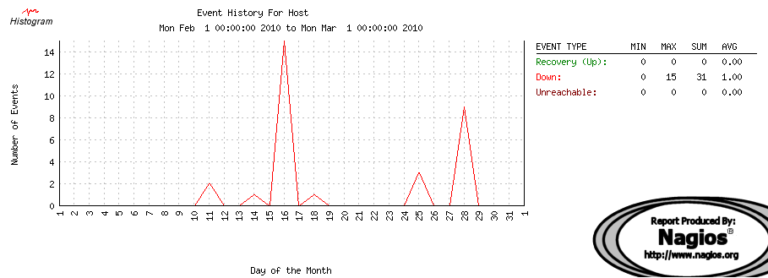 Histogram
Event History For Host
Mon Feb  1 00:00:00 2010 to Mon Mar  1 00:00:00 2010
Number of Events
14
12
10
8
6
4
2
0
1 2 3 4 5 6 7 8 9 10 11 12 13 14 15 16 17 18 19 20 21 22 23 24 25 26 27 28 29 30 31 1
Day of the Month
EVENT TYPE MIN MAX SUM AVG
Recovery (Up): 0 0 0 0.00
Down: 0 15 31 1.00
Unreachable: 0 0 0 0.00
Report Produced By:
Nagios®
http://www.nagios.org